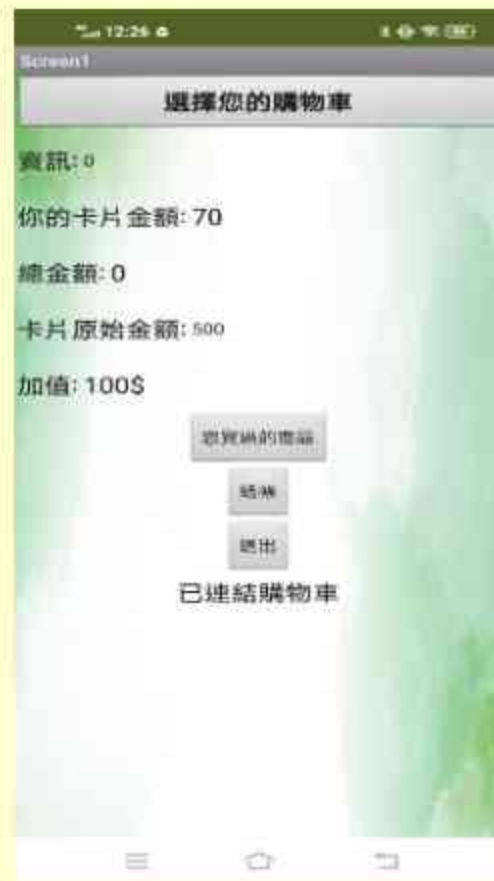 12:26
Screen1
選擇您的購物車
資訊: 0
你的卡片金額: 70
總金額: 0
卡片原始金額: 500
加值: 100$
您買過的商品
結帳
退出
已連結購物車